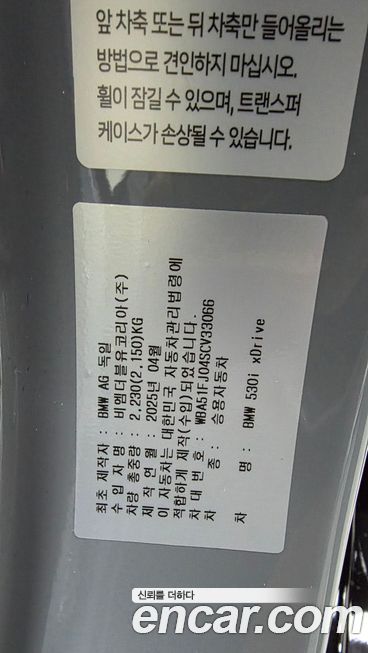 앞 차축 또는 뒤 차축만 들어올리는
방법으로 견인하지 마십시오.
휠이 잠길 수 있으며, 트랜스퍼
케이스가 손상될 수 있습니다.
최초 제작자 : BMW AG 독일
수 입 자 명 : 비엠더블유코리아(주)
차량 총중량 : 2,230(2,150)KG
제 작 연 월 : 2025년 04월
이 자동차는 대한민국 자동차관리법령에
적합하게 제작(수입)되었습니다.
차 대 번 호 : WBA51FJ04SCV33066
차 종 : 승용자동차
차 명 : BMW 530i xDrive
신뢰를 더하다
encar.com